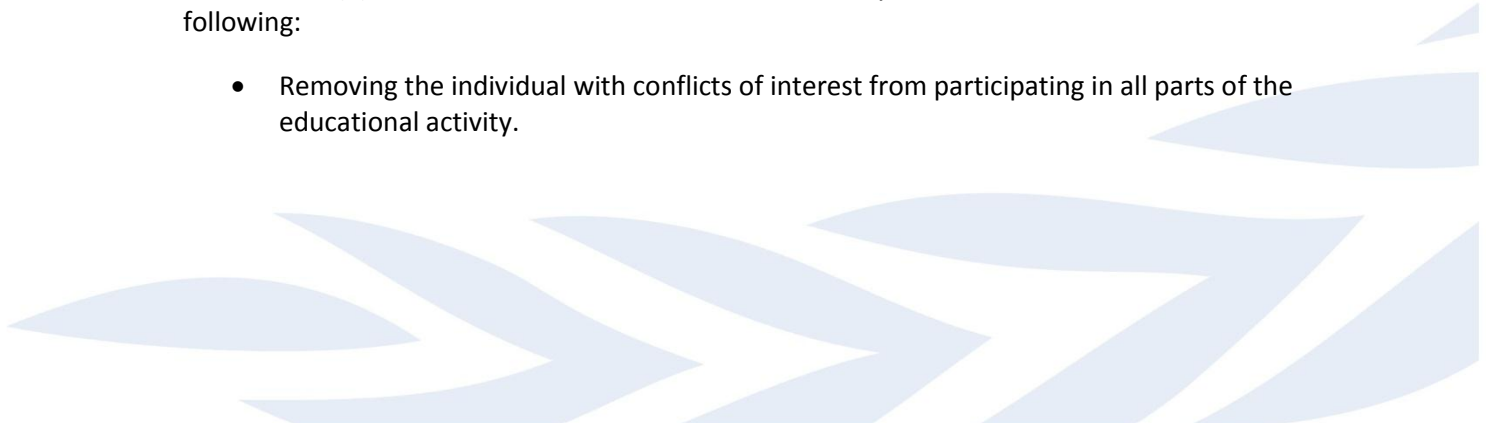 following:
• Removing the individual with conflicts of interest from participating in all parts of the
educational activity.